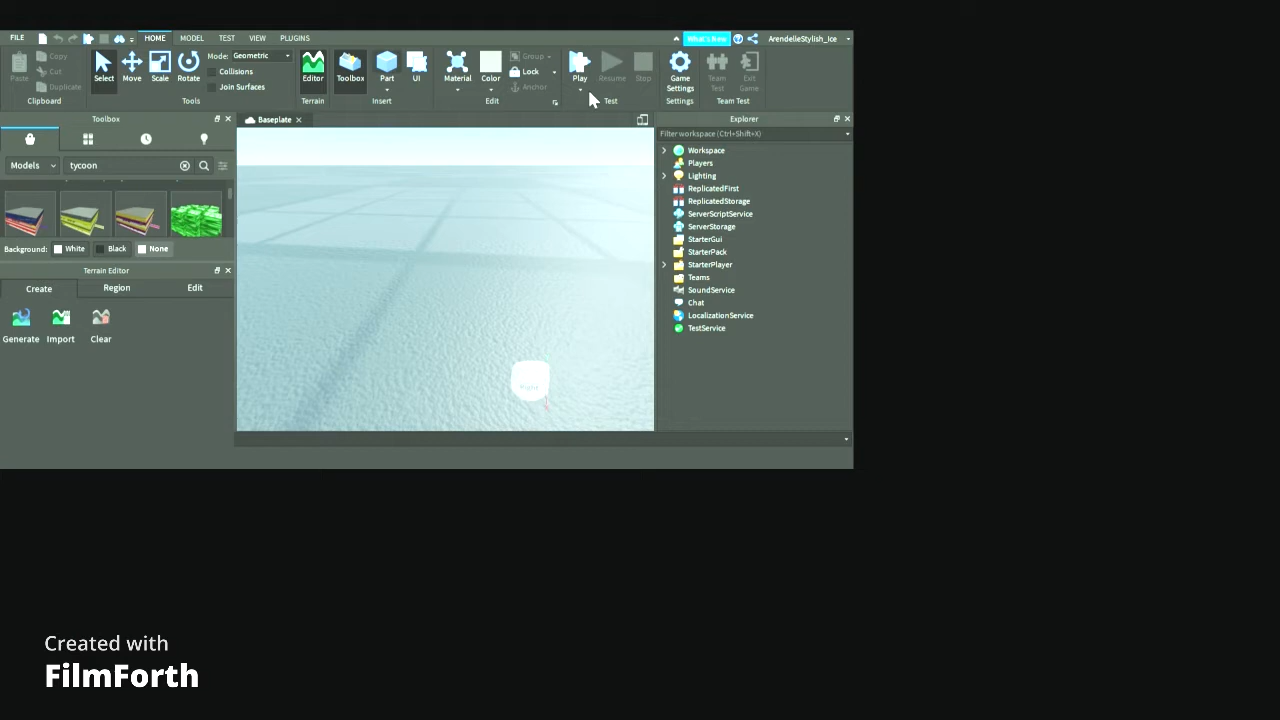 FILE HOME MODEL TEST VIEW PLUGINS What's New ArendelleStylish_Ice
Paste Copy Cut Duplicate
Clipboard
Select Move Scale Rotate
Mode: Geometric
Collisions
Join Surfaces
Tools
Editor
Terrain
Toolbox Part UI
Insert
Material Color
Group
Lock
Anchor
Edit
Play Resume Stop
Test
Game Settings
Settings
Team Test
Exit Game
Team Test
Toolbox
Models tycoon
Background: White Black None
Terrain Editor
Create Region Edit
Generate Import Clear
Baseplate
Explorer
Filter workspace (Ctrl+Shift+X)
Workspace
Players
Lighting
ReplicatedFirst
ReplicatedStorage
ServerScriptService
ServerStorage
StarterGui
StarterPack
StarterPlayer
Teams
SoundService
Chat
LocalizationService
TestService
Created with
FilmForth